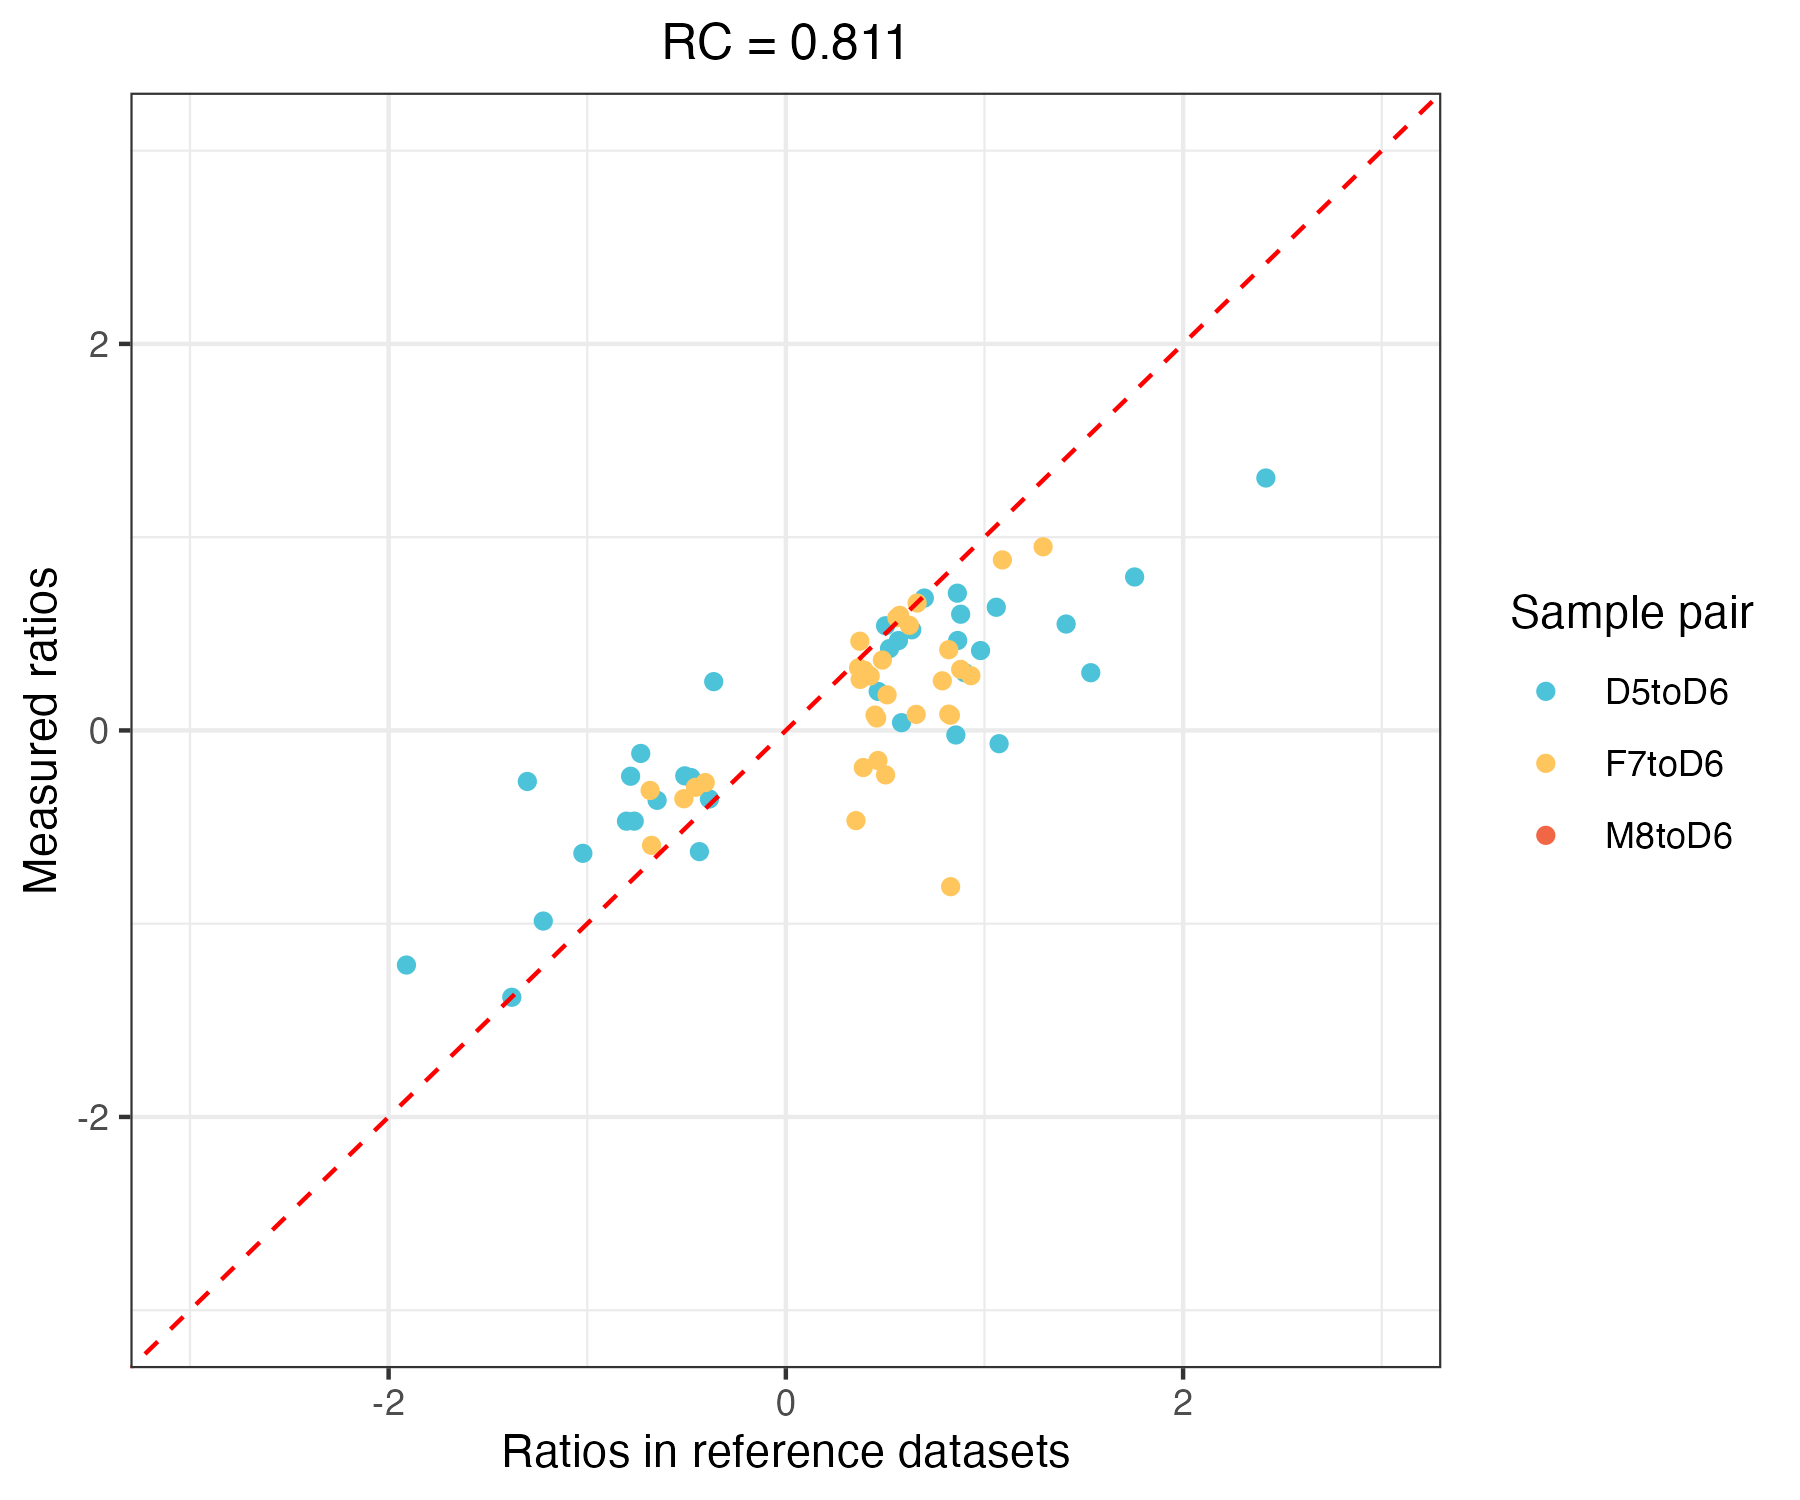 RC = 0.811
Measured ratios
2
0
-2
-2
0
2
Ratios in reference datasets
Sample pair
D5toD6
F7toD6
M8toD6